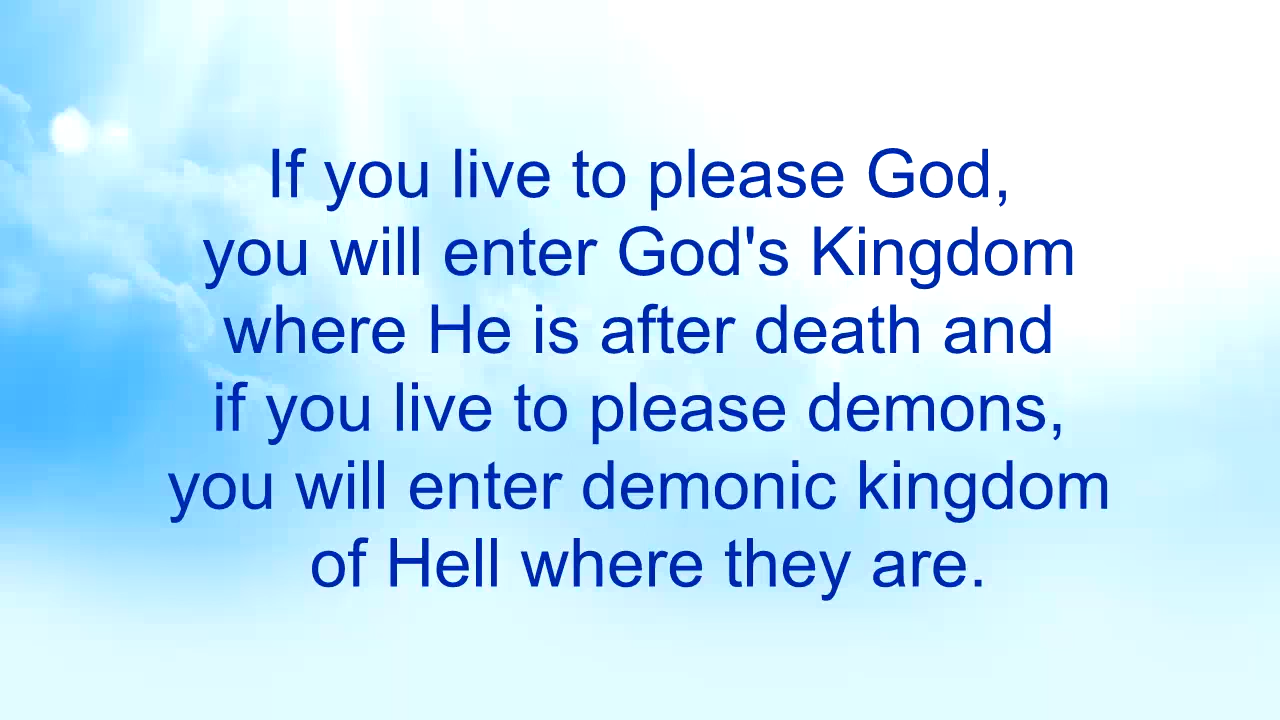 If you live to please God,
you will enter God's Kingdom
where He is after death and
if you live to please demons,
you will enter demonic kingdom
of Hell where they are.